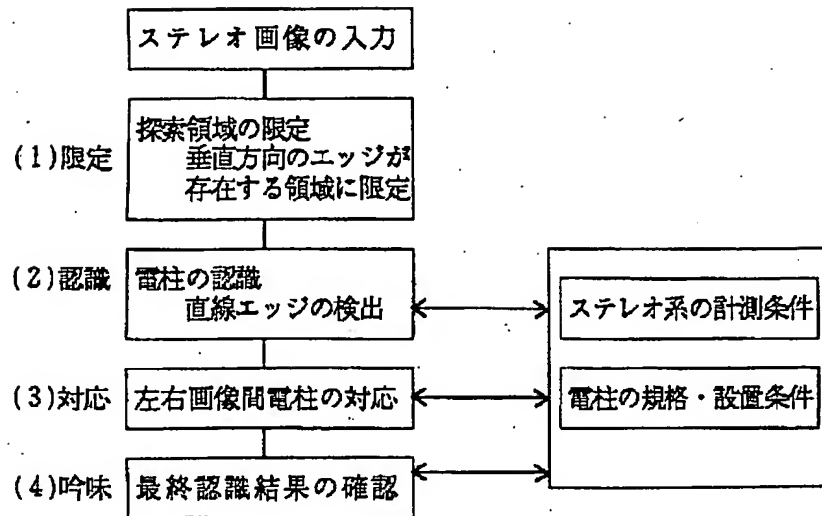 ステレオ画像の入力
(1)限定
探索領域の限定
垂直方向のエッジが
存在する領域に限定
(2)認識
電柱の認識
直線エッジの検出
(3)対応
左右画像間電柱の対応
(4)吟味
最終認識結果の確認
ステレオ系の計測条件
電柱の規格・設置条件